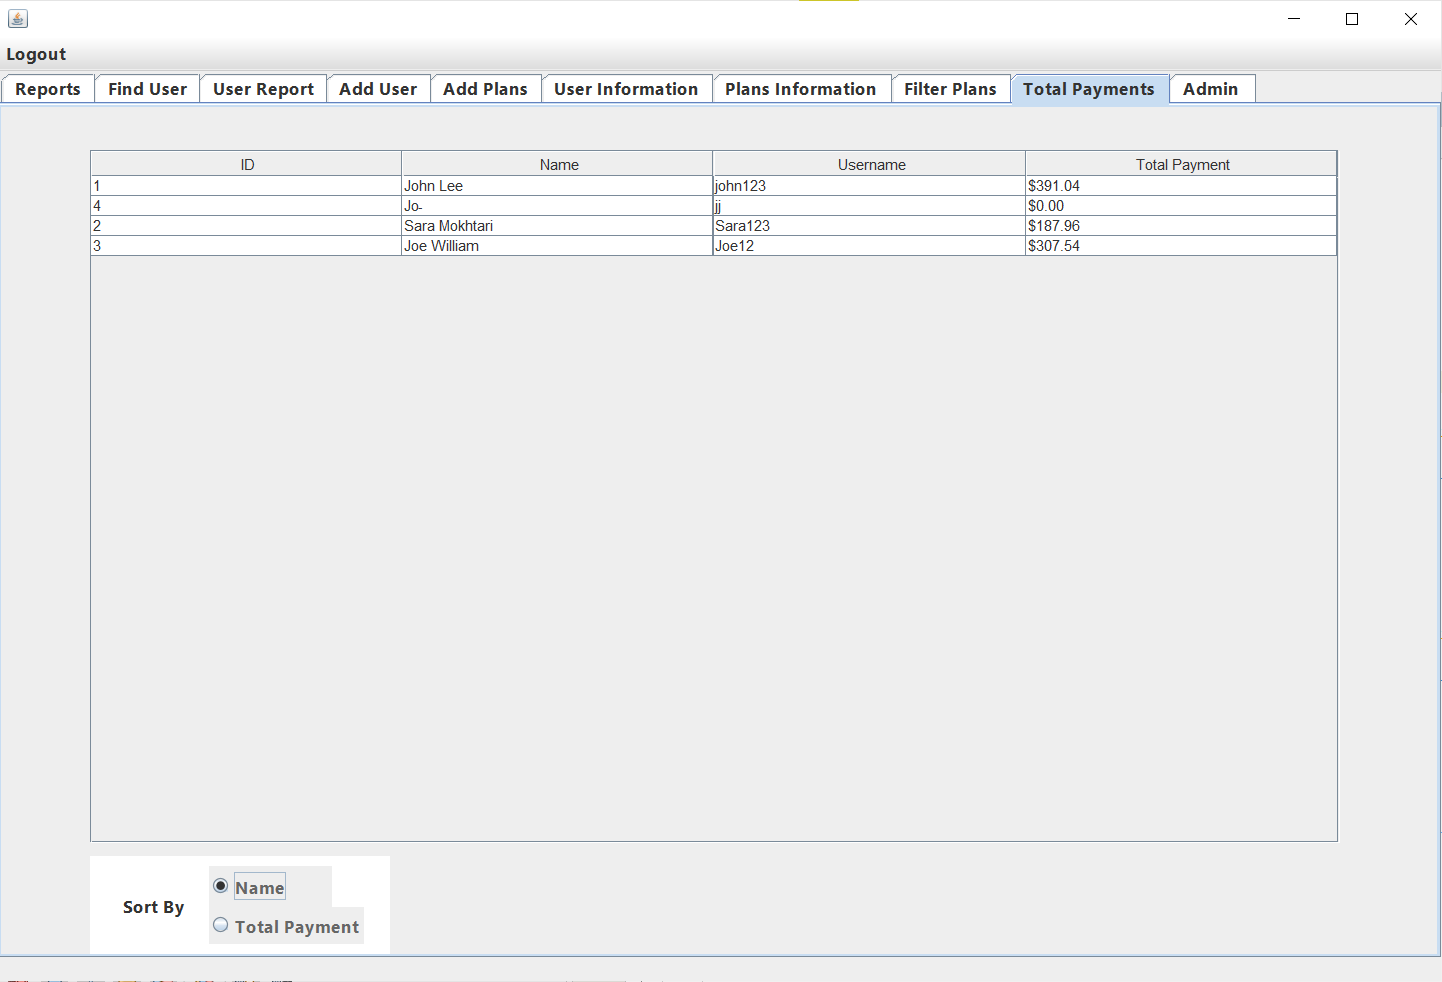 Logout
Reports Find User User Report Add User Add Plans User Information Plans Information Filter Plans Total Payments Admin
ID Name Username Total Payment
1 John Lee john123 $391.04
4 Jo- jj $0.00
2 Sara Mokhtari Sara123 $187.96
3 Joe William Joe12 $307.54
Sort By
Name
Total Payment